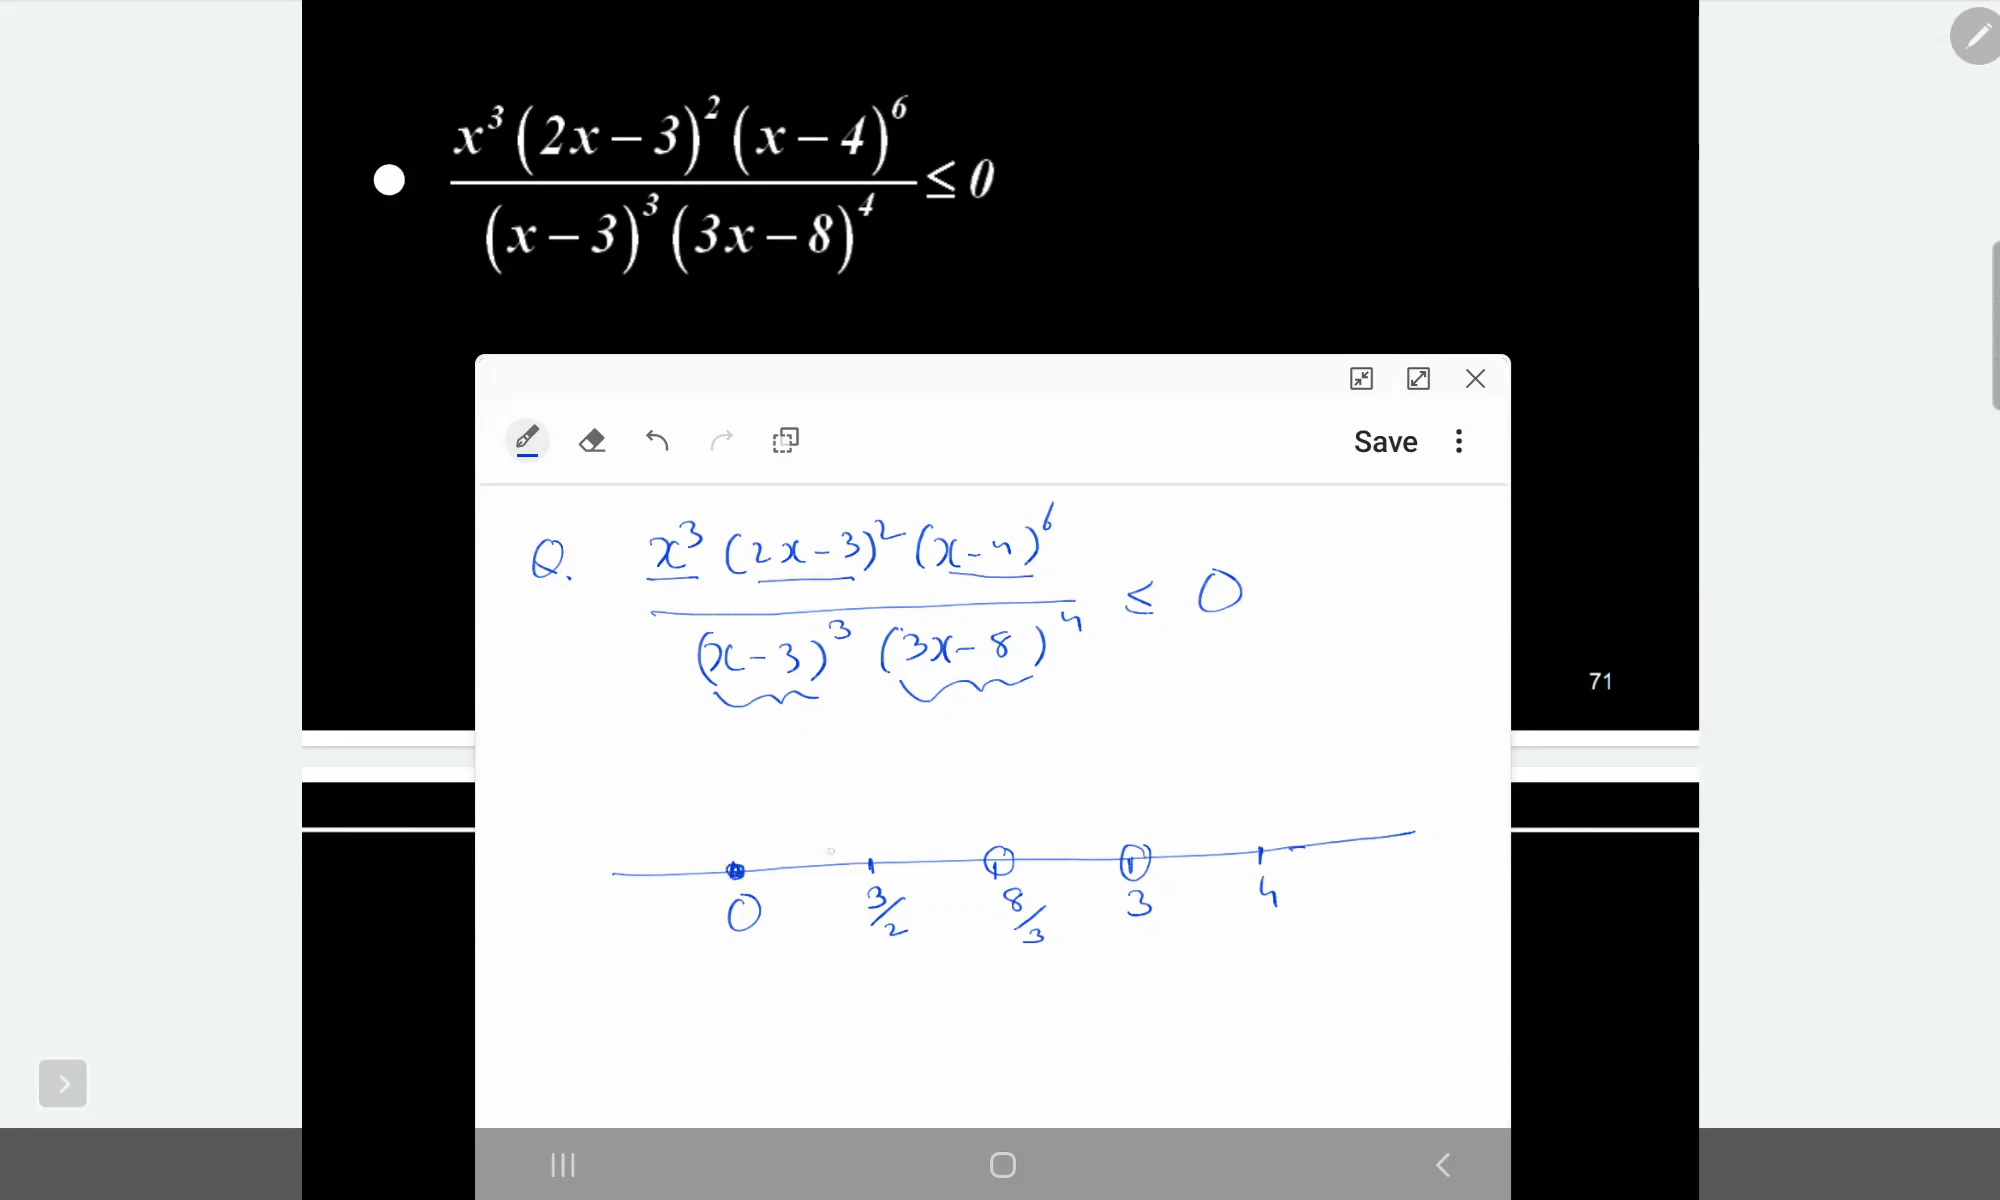 x³(2x−3)²(x−4)⁶
(x−3)³(3x−8)⁴
≤ 0
Save
Q. x³ (2x−3)² (x−4)⁶
(x−3)³ (3x−8)⁴
≤ 0
71
0 3/2 8/3 3 4